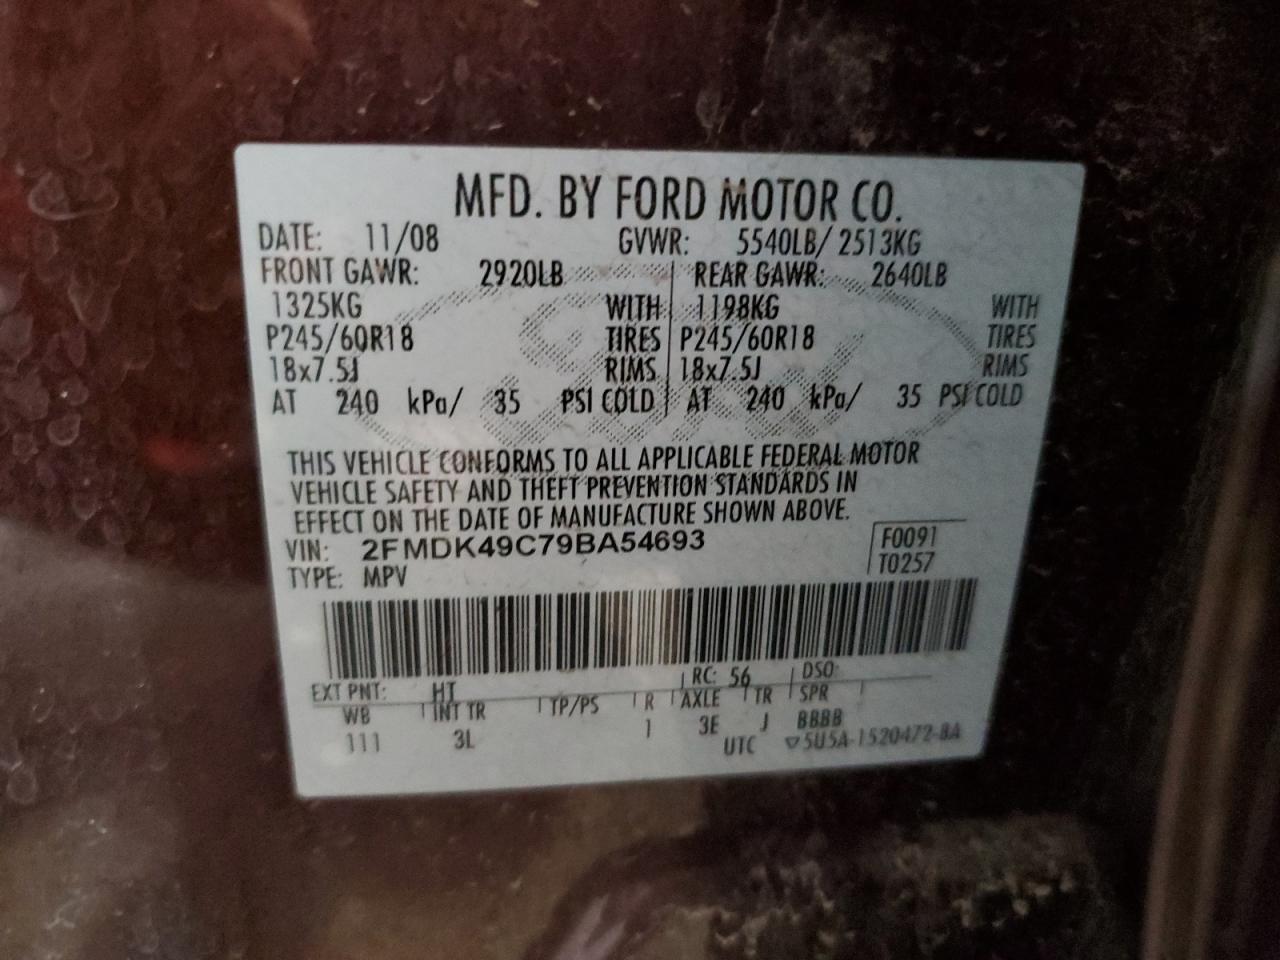 MFD. BY FORD MOTOR CO.
DATE: 11/08 GVWR: 5540LB/ 2513KG
FRONT GAWR: 2920LB REAR GAWR: 2640LB
1325KG WITH 1198KG WITH
P245/60R18 TIRES P245/60R18 TIRES
18x7.5J RIMS 18x7.5J RIMS
AT 240 kPa/ 35 PSI COLD AT 240 kPa/ 35 PSI COLD
THIS VEHICLE CONFORMS TO ALL APPLICABLE FEDERAL MOTOR
VEHICLE SAFETY AND THEFT PREVENTION STANDARDS IN
EFFECT ON THE DATE OF MANUFACTURE SHOWN ABOVE.
VIN: 2FMDK49C79BA54693 F0091
TYPE: MPV T0257
EXT PNT: HT RC: 56 DSO:
WB INT TR TP/PS R AXLE TR SPR
111 3L 1 3E J BBBB
UTC ▽5U5A-1520472-BA